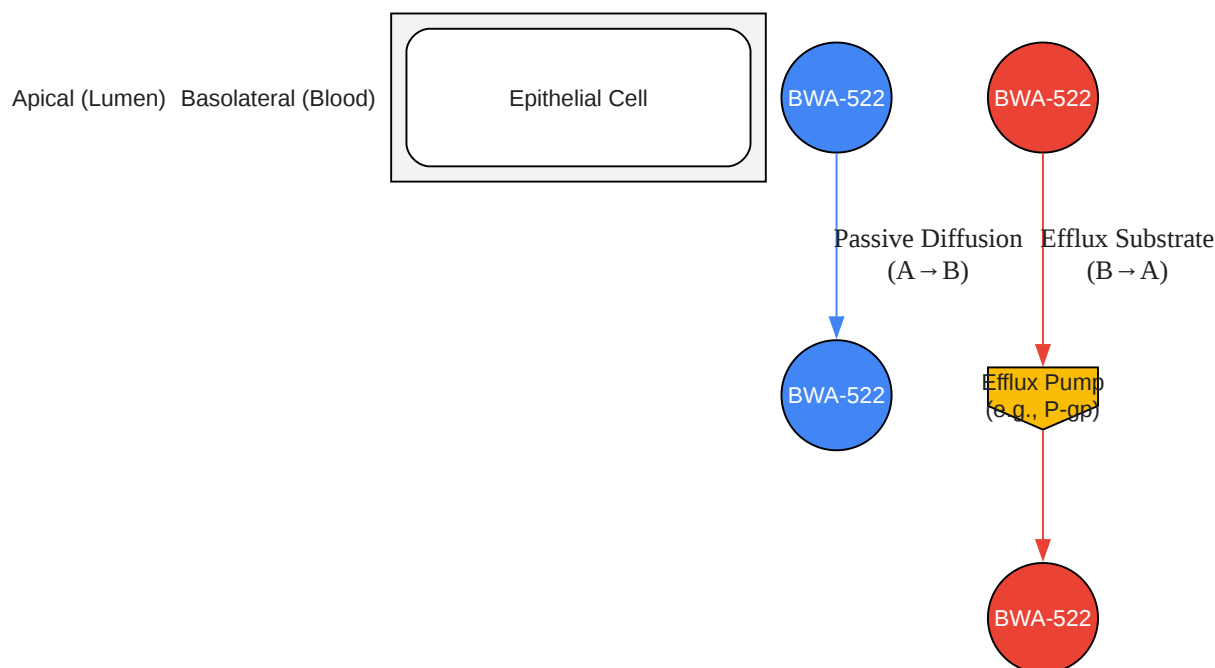 Apical (Lumen)
Basolateral (Blood)
Epithelial Cell
BWA-522
BWA-522
Passive Diffusion
(A→B)
Efflux Substrate
(B→A)
BWA-522
Efflux Pump
(e.g., P-gp)
BWA-522